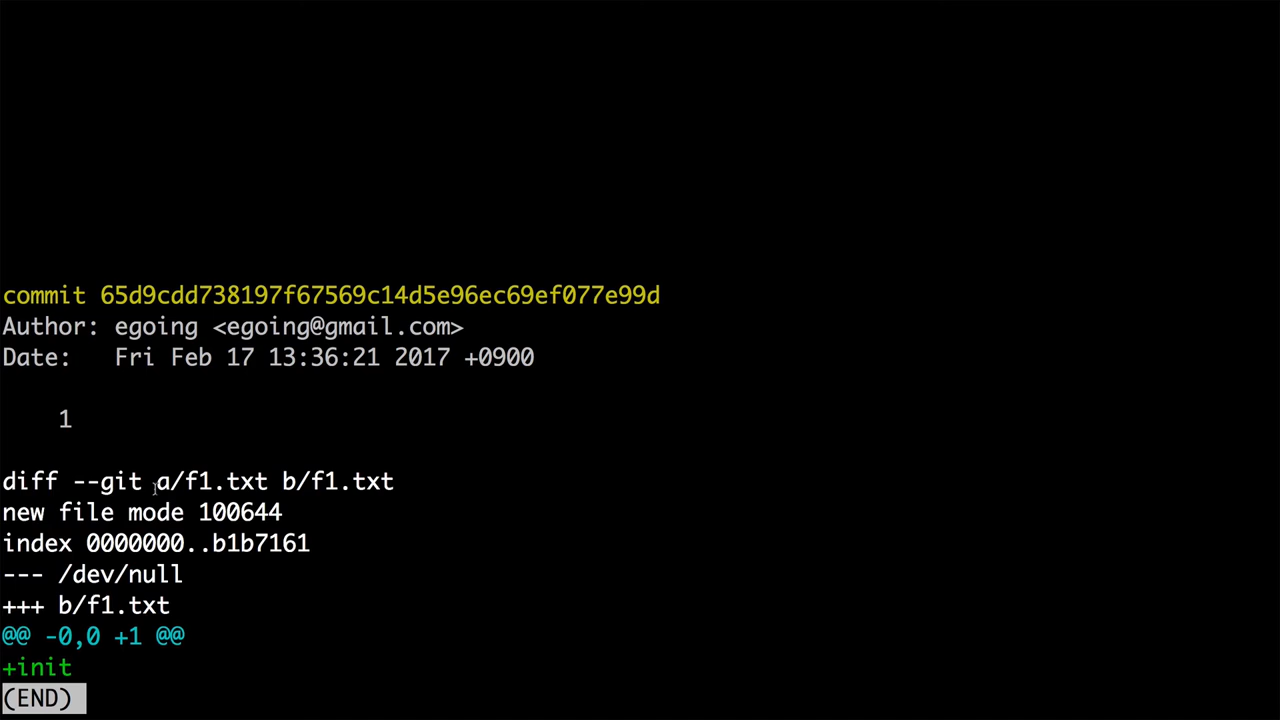 commit 65d9cdd738197f67569c14d5e96ec69ef077e99d
Author: egoing <egoing@gmail.com>
Date:   Fri Feb 17 13:36:21 2017 +0900
    1
diff --git a/f1.txt b/f1.txt
new file mode 100644
index 0000000..b1b7161
--- /dev/null
+++ b/f1.txt
@@ -0,0 +1 @@
+init
(END)